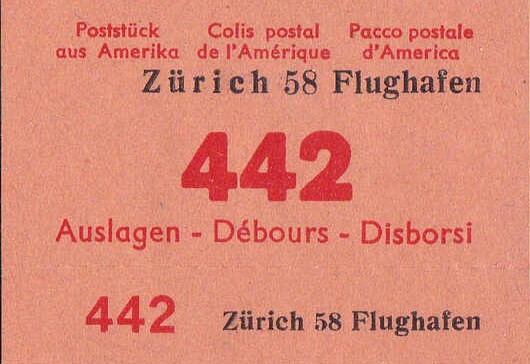 Poststück Colis postal Pacco postale
aus Amerika de l'Amérique d'America
Zürich 58 Flughafen
442
Auslagen - Débours - Disborsi
442 Zürich 58 Flughafen